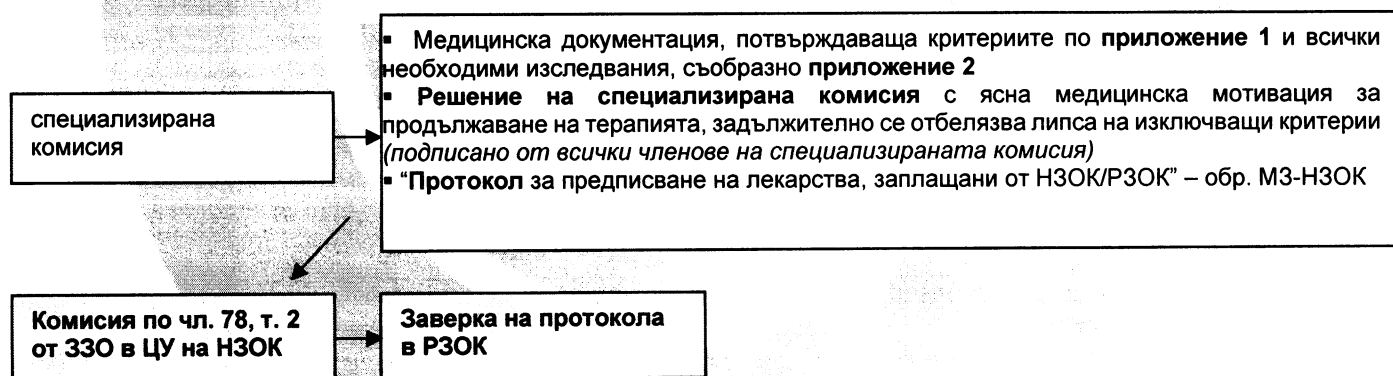 ▪ Медицинска документация, потвърждаваща критериите по приложение 1 и всички
необходими изследвания, съобразно приложение 2
▪ Решение на специализирана комисия с ясна медицинска мотивация за
продължаване на терапията, задължително се отбелязва липса на изключващи критерии
(подписано от всички членове на специализираната комисия)
▪ "Протокол за предписване на лекарства, заплащани от НЗОК/РЗОК" – обр. МЗ-НЗОК
специализирана
комисия
Комисия по чл. 78, т. 2
от ЗЗО в ЦУ на НЗОК
Заверка на протокола
в РЗОК